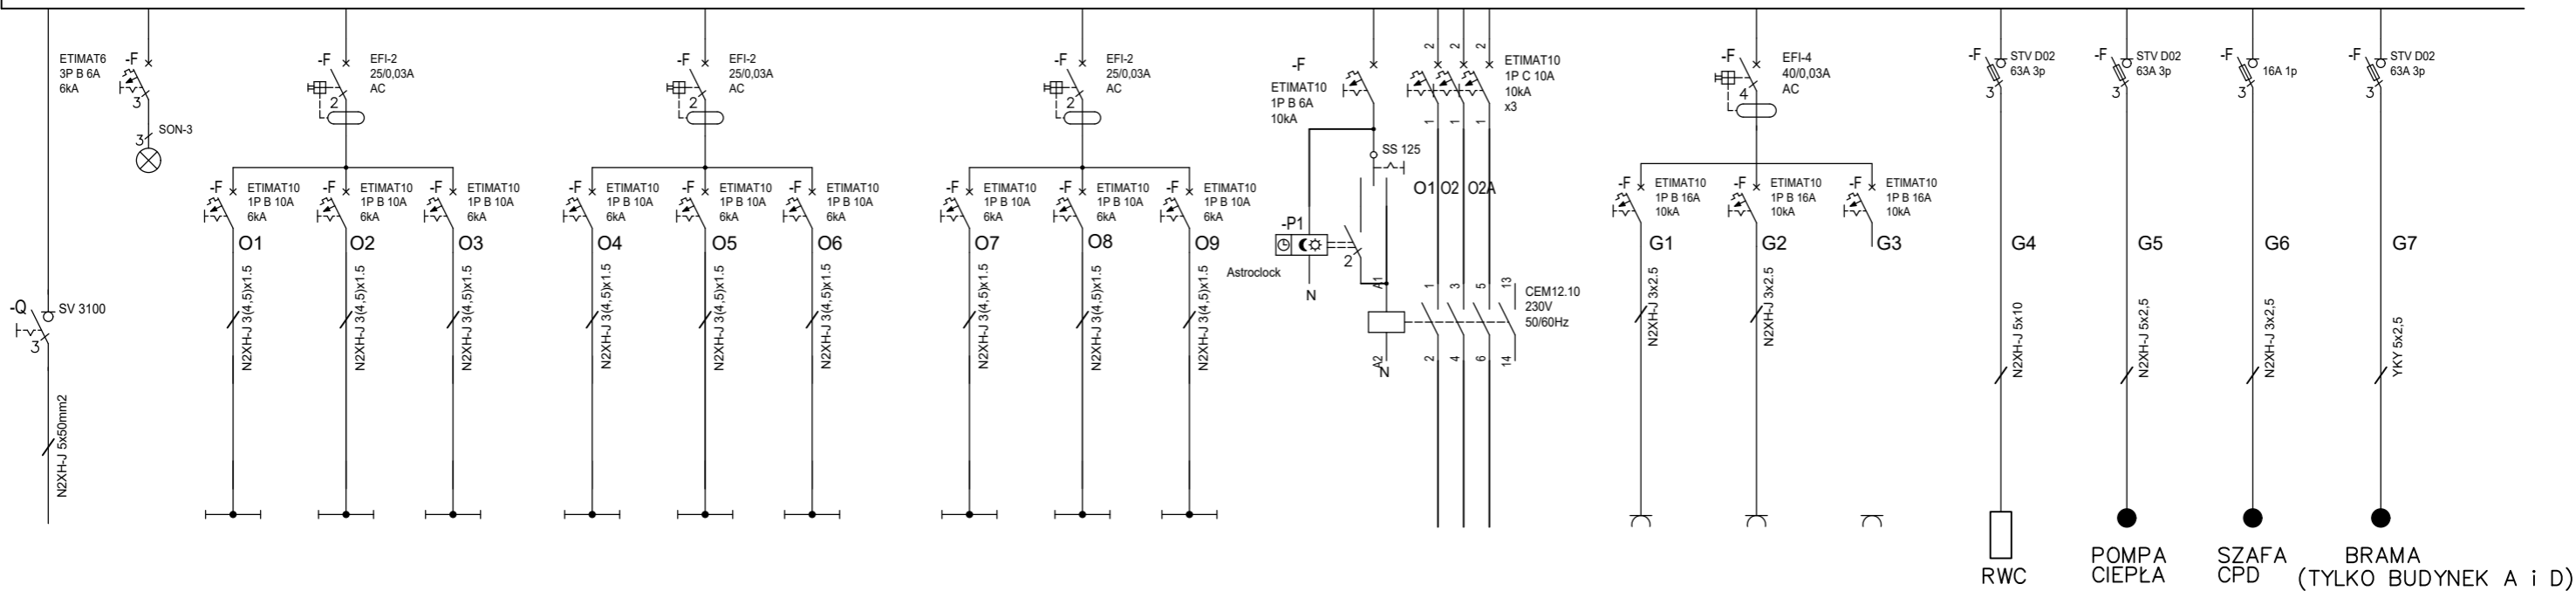 ETIMAT6
3P B 6A
6kA
-F
3
3
SON-3
-Q
SV 3100
3
N2XH-J 5x50mm2
-F
EFI-2
25/0,03A
AC
2
-F
ETIMAT10
1P B 10A
6kA
O1
N2XH-J 3(4,5)x1.5
-F
ETIMAT10
1P B 10A
6kA
O2
N2XH-J 3(4,5)x1.5
-F
ETIMAT10
1P B 10A
6kA
O3
N2XH-J 3(4,5)x1.5
-F
EFI-2
25/0,03A
AC
2
-F
ETIMAT10
1P B 10A
6kA
O4
N2XH-J 3(4,5)x1.5
-F
ETIMAT10
1P B 10A
6kA
O5
N2XH-J 3(4,5)x1.5
-F
ETIMAT10
1P B 10A
6kA
O6
N2XH-J 3(4,5)x1.5
-F
EFI-2
25/0,03A
AC
2
-F
ETIMAT10
1P B 10A
6kA
O7
N2XH-J 3(4,5)x1.5
-F
ETIMAT10
1P B 10A
6kA
O8
N2XH-J 3(4,5)x1.5
-F
ETIMAT10
1P B 10A
6kA
O9
N2XH-J 3(4,5)x1.5
-F
ETIMAT10
1P B 6A
10kA
SS 125
-P1
2
Astroclock
N
A1
A2
N
2 2 2
ETIMAT10
1P C 10A
10kA
x3
1 1 1
O1 O2 O2A
1 3 5 13
CEM12.10
230V
50/60Hz
2 4 6 14
-F
EFI-4
40/0,03A
AC
4
-F
ETIMAT10
1P B 16A
10kA
G1
N2XH-J 3x2.5
-F
ETIMAT10
1P B 16A
10kA
G2
N2XH-J 3x2.5
-F
ETIMAT10
1P B 16A
10kA
G3
-F
STV D02
63A 3p
3
G4
N2XH-J 5x10
RWC
-F
STV D02
63A 3p
3
G5
N2XH-J 5x2,5
POMPA
CIEPŁA
-F
16A 1p
3
G6
N2XH-J 3x2,5
SZAFA
CPD
-F
STV D02
63A 3p
3
G7
YKY 5x2,5
BRAMA
(TYLKO BUDYNEK A i D)